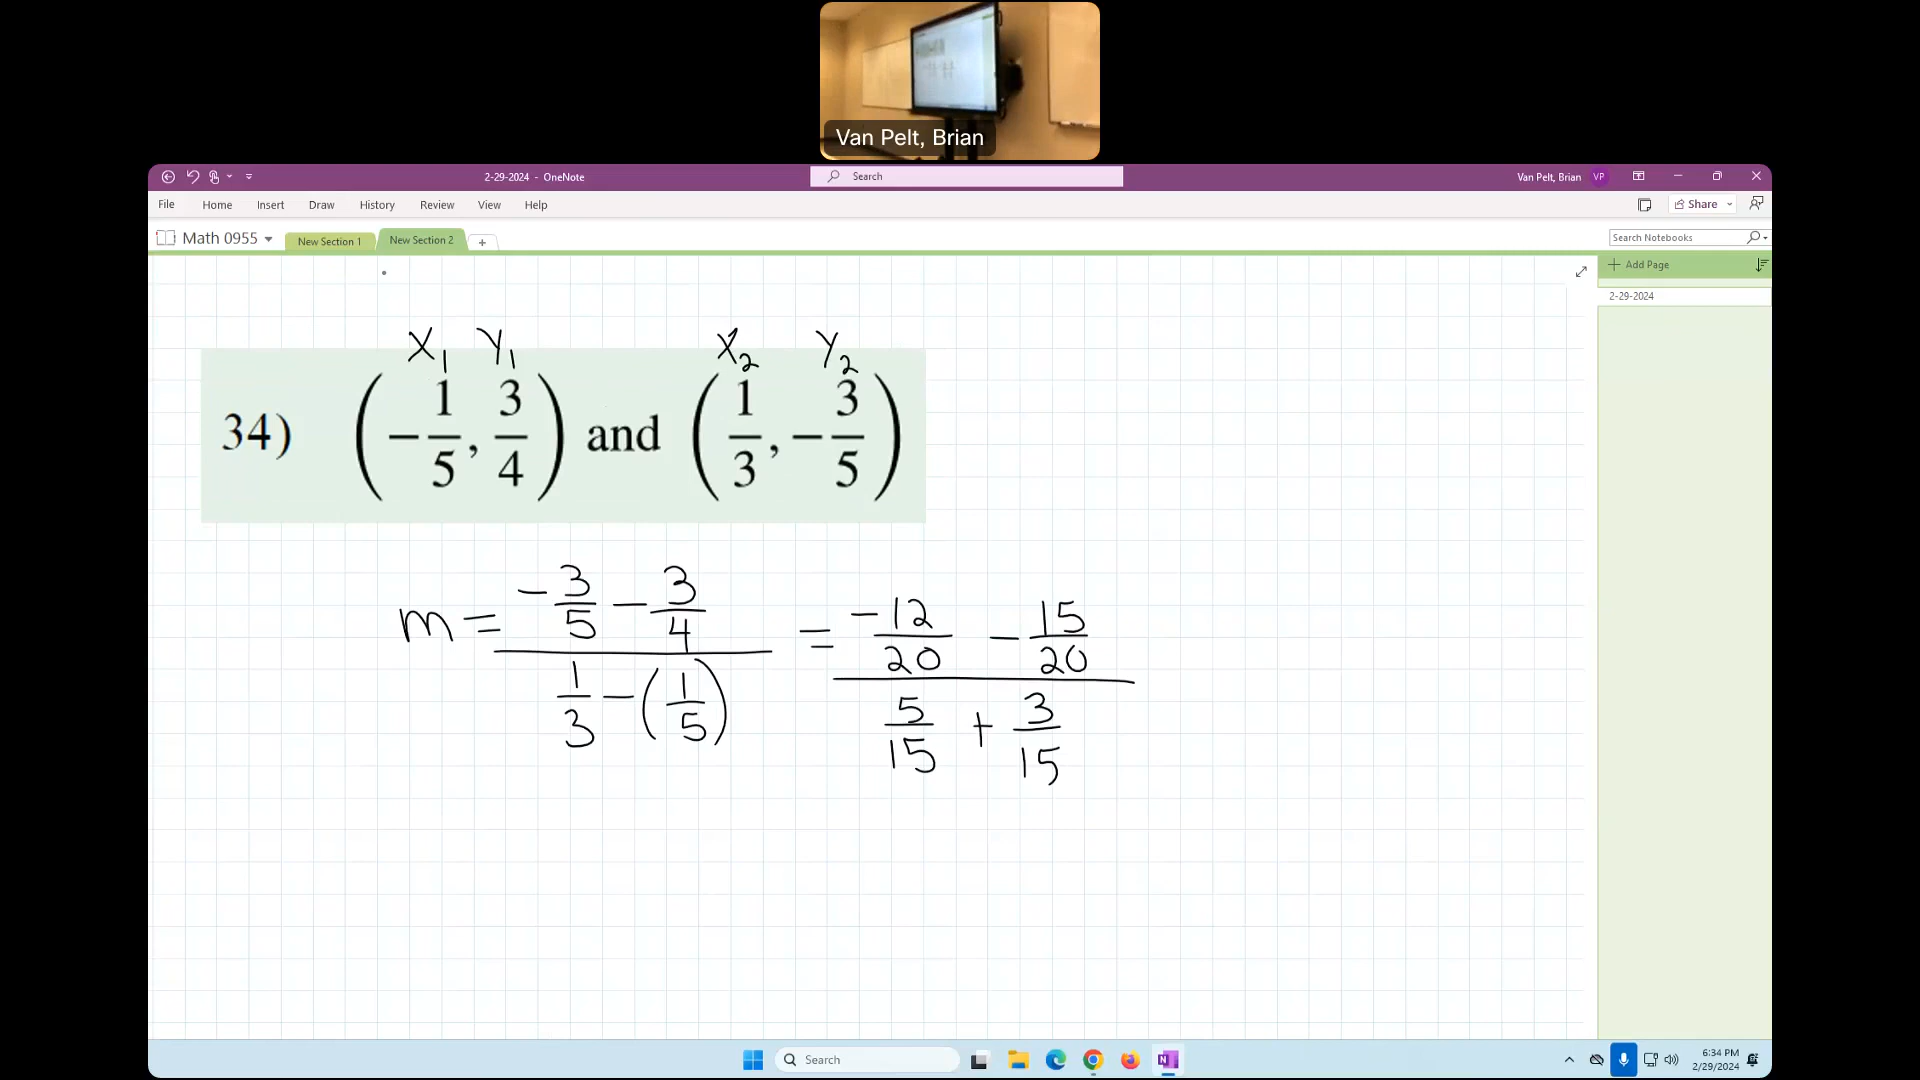 Van Pelt, Brian
2-29-2024 - OneNote
Search
Van Pelt, Brian VP
File Home Insert Draw History Review View Help
Share
Math 0955
New Section 1
New Section 2
+
Search Notebooks
+ Add Page
2-29-2024
X₁ Y₁ X₂ Y₂
34) (-1/5, 3/4) and (1/3, -3/5)
m = (-3/5 - 3/4)/(1/3 - (1/5)) = (-12/20 - 15/20)/(5/15 + 3/15)
Search
6:34 PM
2/29/2024